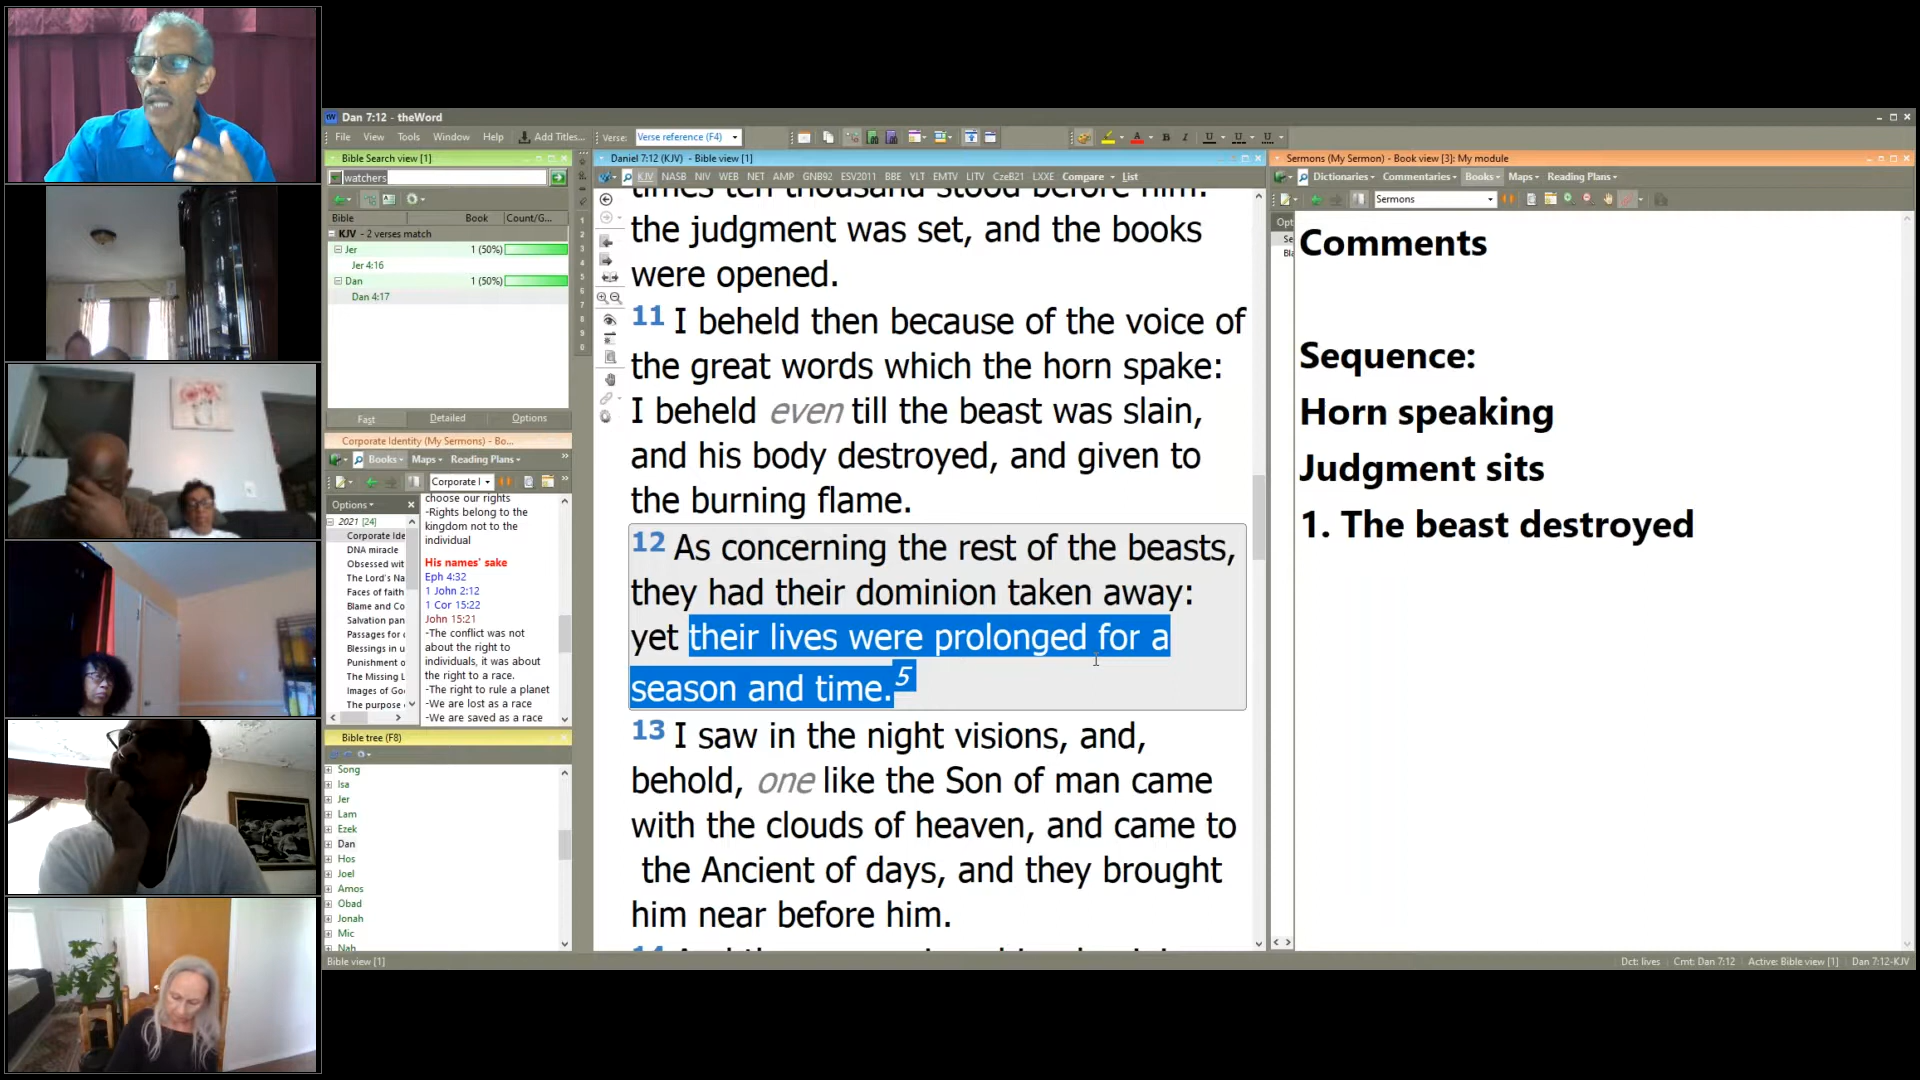 Dan 7:12 - theWord
File View Tools Window Help Add Titles...
Verse: Verse reference (F4)
Bible Search view [1]
watchers
Bible Book Count/G...
KJV - 2 verses match
Jer 1 (50%)
Jer 4:16
Dan 1 (50%)
Dan 4:17
Fast Detailed Options
Corporate Identity (My Sermons) - Bo...
Books Maps Reading Plans
Corporate I
Options
2021 [24]
Corporate Ide
DNA miracle
Obsessed wit
The Lord's Na
Faces of faith
Blame and Co
Salvation pan
Passages for c
Blessings in u
Punishment o
The Missing L
Images of Go
The purpose
choose our rights
-Rights belong to the
kingdom not to the
individual
His names' sake
Eph 4:32
1 John 2:12
1 Cor 15:22
John 15:21
-The conflict was not
about the right to
individuals, it was about
the right to a race.
-The right to rule a planet
-We are lost as a race
-We are saved as a race
Bible tree (F8)
Song
Isa
Jer
Lam
Ezek
Dan
Hos
Joel
Amos
Obad
Jonah
Mic
Nah
Daniel 7:12 (KJV) - Bible view [1]
KJV NASB NIV WEB NET AMP GNB92 ESV2011 BBE YLT EMTV LITV CzeB21 LXXE Compare List
times ten thousand stood before him:
the judgment was set, and the books
were opened.
11 I beheld then because of the voice of
the great words which the horn spake:
I beheld even till the beast was slain,
and his body destroyed, and given to
the burning flame.
12 As concerning the rest of the beasts,
they had their dominion taken away:
yet their lives were prolonged for a
season and time.5
13 I saw in the night visions, and,
behold, one like the Son of man came
with the clouds of heaven, and came to
the Ancient of days, and they brought
him near before him.
Sermons (My Sermon) - Book view [3]: My module
Dictionaries Commentaries Books Maps Reading Plans
Sermons
Opt
Se
Bla
Comments
Sequence:
Horn speaking
Judgment sits
1. The beast destroyed
Bible view [1] Dct: lives Cmt: Dan 7:12 Active: Bible view [1] Dan 7:12-KJV